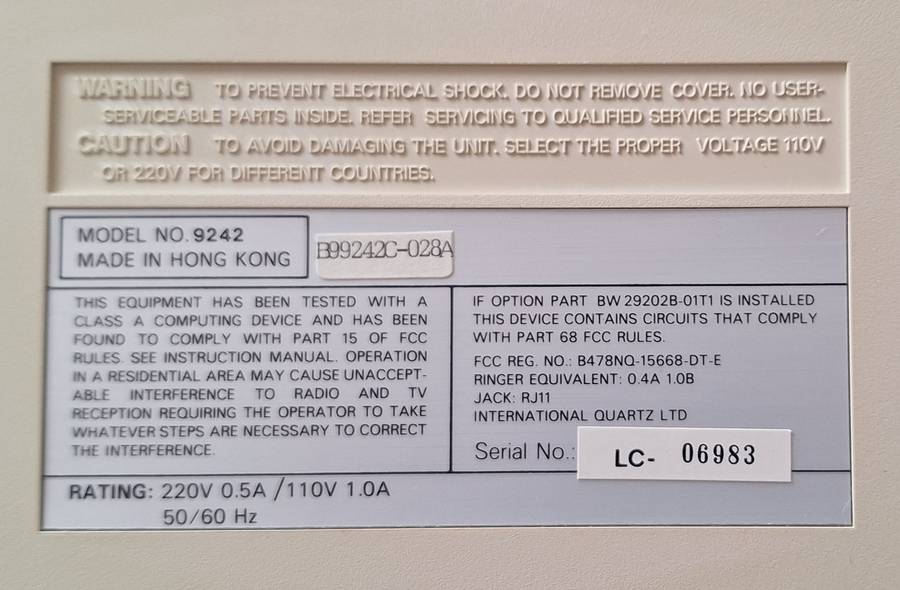 WARNING TO PREVENT ELECTRICAL SHOCK. DO NOT REMOVE COVER. NO USER-
SERVICEABLE PARTS INSIDE. REFER SERVICING TO QUALIFIED SERVICE PERSONNEL.
CAUTION TO AVOID DAMAGING THE UNIT. SELECT THE PROPER VOLTAGE 110V
OR 220V FOR DIFFERENT COUNTRIES.
MODEL NO. 9242
MADE IN HONG KONG
B99242C-028A
THIS EQUIPMENT HAS BEEN TESTED WITH A
CLASS A COMPUTING DEVICE AND HAS BEEN
FOUND TO COMPLY WITH PART 15 OF FCC
RULES. SEE INSTRUCTION MANUAL. OPERATION
IN A RESIDENTIAL AREA MAY CAUSE UNACCEPT-
ABLE INTERFERENCE TO RADIO AND TV
RECEPTION REQUIRING THE OPERATOR TO TAKE
WHATEVER STEPS ARE NECESSARY TO CORRECT
THE INTERFERENCE.
IF OPTION PART BW 29202B-01T1 IS INSTALLED
THIS DEVICE CONTAINS CIRCUITS THAT COMPLY
WITH PART 68 FCC RULES.
FCC REG. NO.: B478NQ-15668-DT-E
RINGER EQUIVALENT: 0.4A 1.0B
JACK: RJ11
INTERNATIONAL QUARTZ LTD
Serial No.: LC- 06983
RATING: 220V 0.5A / 110V 1.0A
50/60 Hz